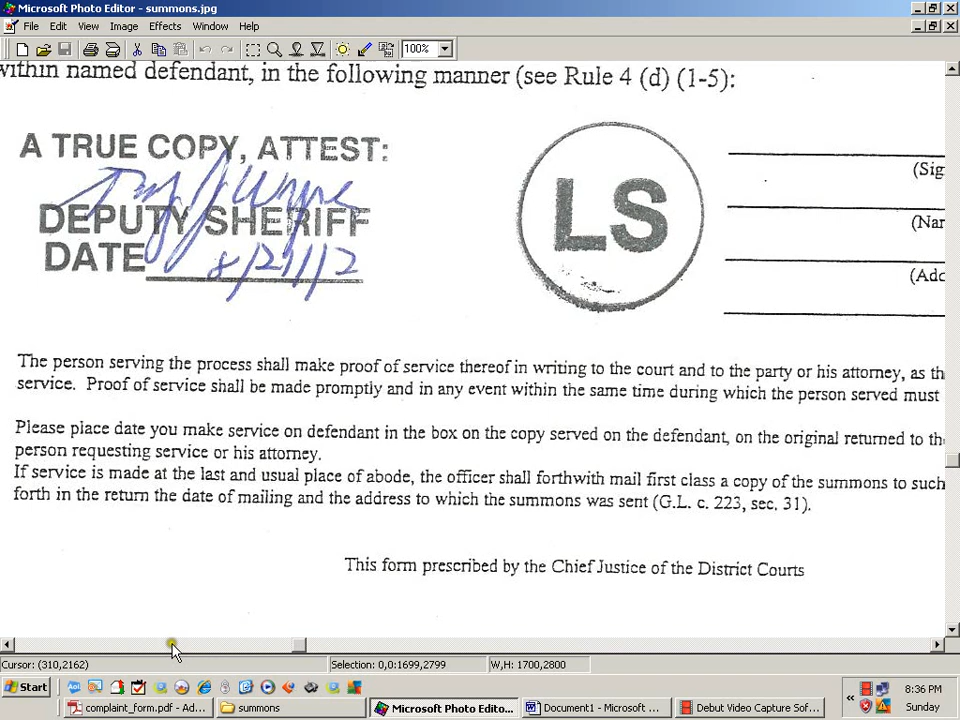 Microsoft Photo Editor - summons.jpg
File Edit View Image Effects Window Help
100%
within named defendant, in the following manner (see Rule 4 (d) (1-5):
A TRUE COPY, ATTEST:
DEPUTY SHERIFF
DATE 8/21/12
LS
(Sig
(Nar
(Adc
The person serving the process shall make proof of service thereof in writing to the court and to the party or his attorney, as th
service. Proof of service shall be made promptly and in any event within the same time during which the person served must
Please place date you make service on defendant in the box on the copy served on the defendant, on the original returned to th
person requesting service or his attorney.
If service is made at the last and usual place of abode, the officer shall forthwith mail first class a copy of the summons to such
forth in the return the date of mailing and the address to which the summons was sent (G.L. c. 223, sec. 31).
This form prescribed by the Chief Justice of the District Courts
Cursor: (310,2162) Selection: 0,0:1699,2799 W,H: 1700,2800
Start 8:36 PM
complaint_form.pdf - Ad... summons Microsoft Photo Edito... Document1 - Microsoft ... Debut Video Capture Sof... Sunday